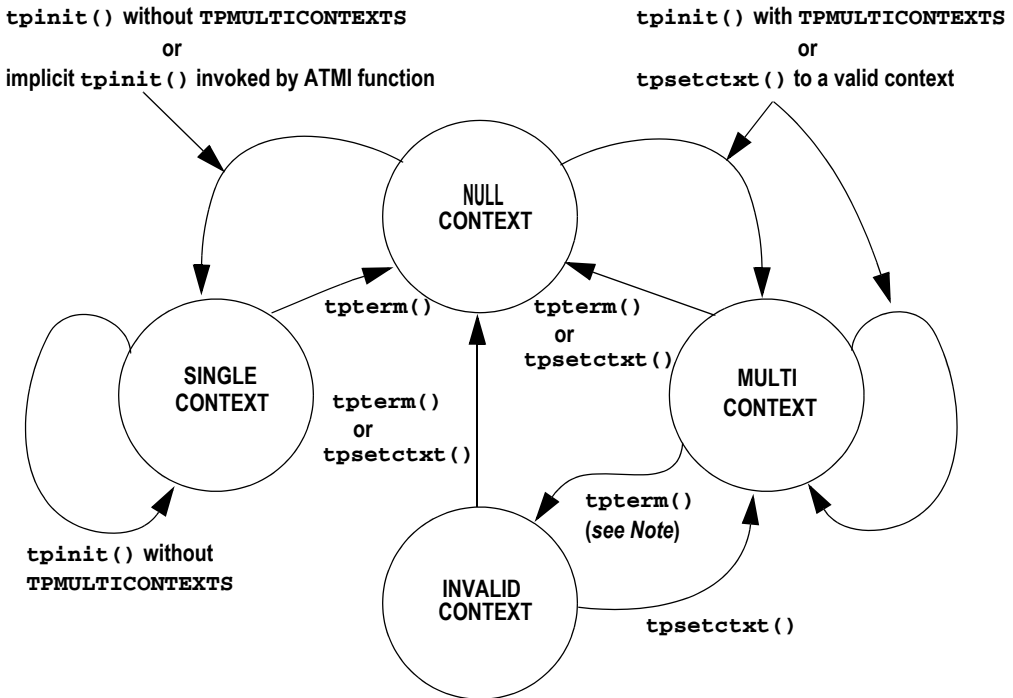 tpinit() without TPMULTICONTEXTS
or
implicit tpinit() invoked by ATMI function
tpinit() with TPMULTICONTEXTS
or
tpsetctxt() to a valid context
NULL
CONTEXT
tpterm()
tpterm()
or
tpsetctxt()
SINGLE
CONTEXT
MULTI
CONTEXT
tpterm()
or
tpsetctxt()
tpterm()
(see Note)
tpinit() without
TPMULTICONTEXTS
INVALID
CONTEXT
tpsetctxt()